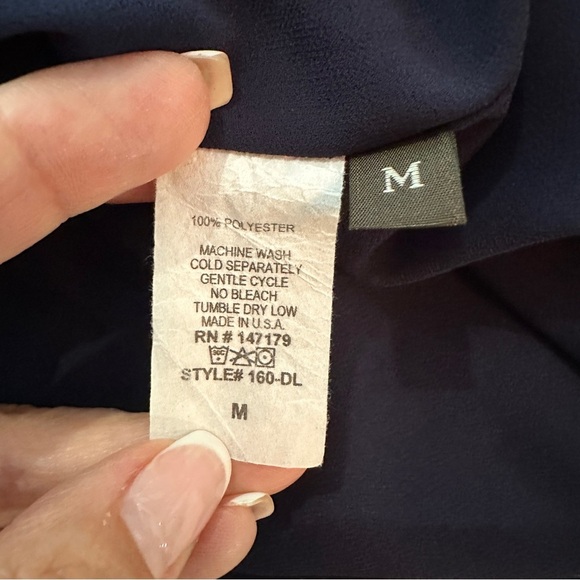 M
100% POLYESTER
MACHINE WASH
COLD SEPARATELY
GENTLE CYCLE
NO BLEACH
TUMBLE DRY LOW
MADE IN U.S.A.
RN # 147179
STYLE# 160-DL
M